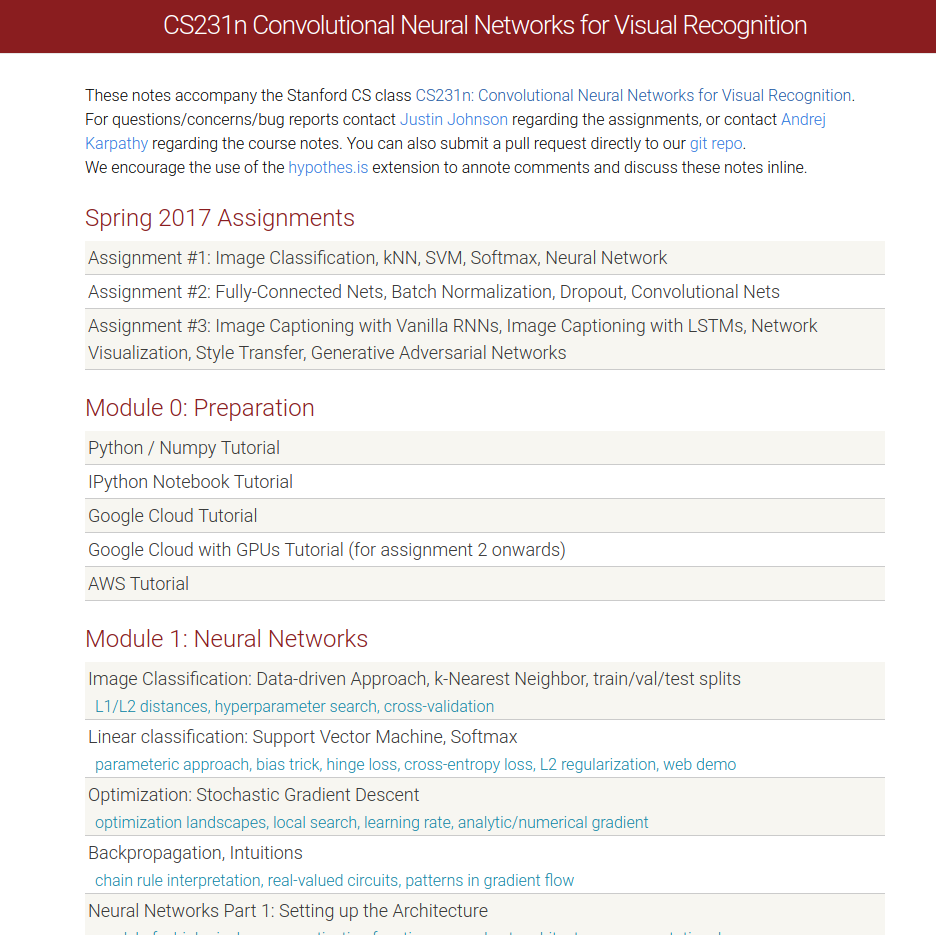 CS231n Convolutional Neural Networks for Visual Recognition
These notes accompany the Stanford CS class CS231n: Convolutional Neural Networks for Visual Recognition.
For questions/concerns/bug reports contact Justin Johnson regarding the assignments, or contact Andrej
Karpathy regarding the course notes. You can also submit a pull request directly to our git repo.
We encourage the use of the hypothes.is extension to annote comments and discuss these notes inline.
Spring 2017 Assignments
Assignment #1: Image Classification, kNN, SVM, Softmax, Neural Network
Assignment #2: Fully-Connected Nets, Batch Normalization, Dropout, Convolutional Nets
Assignment #3: Image Captioning with Vanilla RNNs, Image Captioning with LSTMs, Network
Visualization, Style Transfer, Generative Adversarial Networks
Module 0: Preparation
Python / Numpy Tutorial
IPython Notebook Tutorial
Google Cloud Tutorial
Google Cloud with GPUs Tutorial (for assignment 2 onwards)
AWS Tutorial
Module 1: Neural Networks
Image Classification: Data-driven Approach, k-Nearest Neighbor, train/val/test splits
L1/L2 distances, hyperparameter search, cross-validation
Linear classification: Support Vector Machine, Softmax
parameteric approach, bias trick, hinge loss, cross-entropy loss, L2 regularization, web demo
Optimization: Stochastic Gradient Descent
optimization landscapes, local search, learning rate, analytic/numerical gradient
Backpropagation, Intuitions
chain rule interpretation, real-valued circuits, patterns in gradient flow
Neural Networks Part 1: Setting up the Architecture